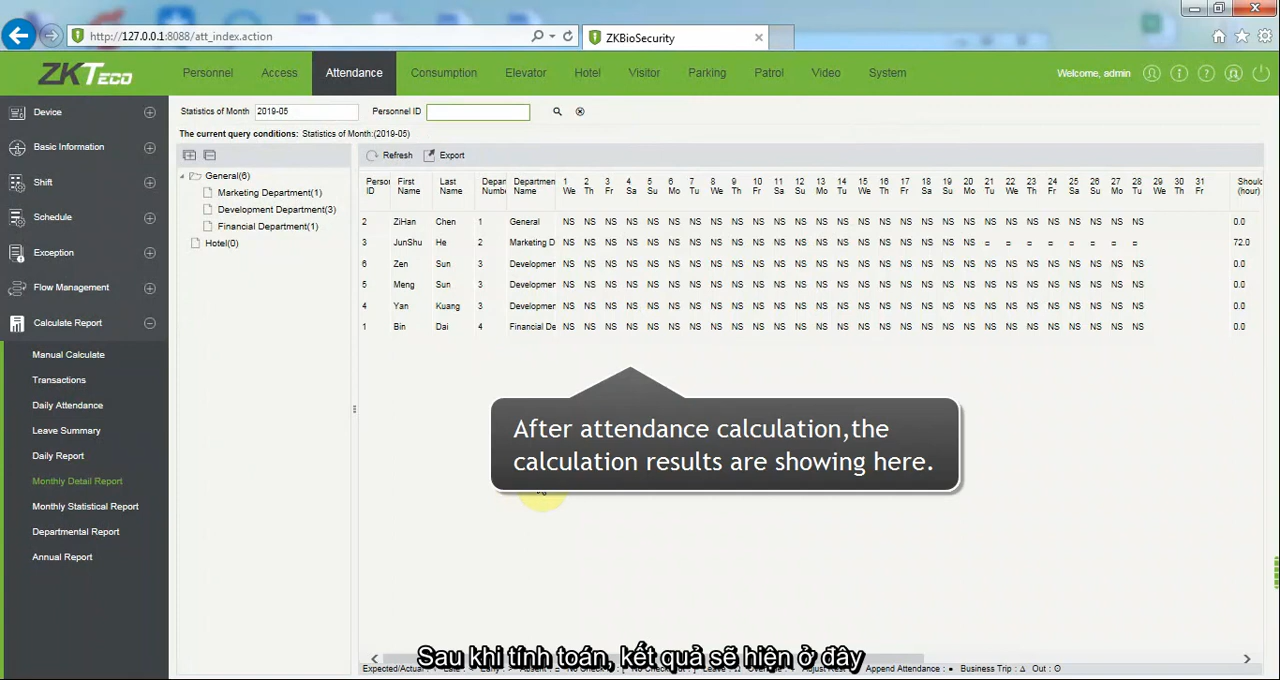 http://127.0.0.1:8088/att_index.action
ZKBioSecurity
ZKTECO
Personnel Access Attendance Consumption Elevator Hotel Visitor Parking Patrol Video System
Welcome, admin
Device
Basic Information
Shift
Schedule
Exception
Flow Management
Calculate Report
Manual Calculate
Transactions
Daily Attendance
Leave Summary
Daily Report
Monthly Detail Report
Monthly Statistical Report
Departmental Report
Annual Report
Statistics of Month 2019-05 Personnel ID
The current query conditions: Statistics of Month:(2019-05)
General(6)
Marketing Department(1)
Development Department(3)
Financial Department(1)
Hotel(0)
Refresh Export
Person First Last Depar Departmen 1 2 3 4 5 6 7 8 9 10 11 12 13 14 15 16 17 18 19 20 21 22 23 24 25 26 27 28 29 30 31 Should
ID Name Name Numb Name We Th Fr Sa Su Mo Tu We Th Fr Sa Su Mo Tu We Th Fr Sa Su Mo Tu We Th Fr Sa Su Mo Tu We Th Fr (hour)
2 ZiHan Chen 1 General NS NS NS NS NS NS NS NS NS NS NS NS NS NS NS NS NS NS NS NS NS NS NS NS NS NS NS NS 0.0
3 JunShu He 2 Marketing D NS NS NS NS NS NS NS NS NS NS NS NS NS NS NS NS NS NS NS NS = = = = = = = = 72.0
6 Zen Sun 3 Developmer NS NS NS NS NS NS NS NS NS NS NS NS NS NS NS NS NS NS NS NS NS NS NS NS NS NS NS NS 0.0
5 Meng Sun 3 Developmer NS NS NS NS NS NS NS NS NS NS NS NS NS NS NS NS NS NS NS NS NS NS NS NS NS NS NS NS 0.0
4 Yan Kuang 3 Developmer NS NS NS NS NS NS NS NS NS NS NS NS NS NS NS NS NS NS NS NS NS NS NS NS NS NS NS NS 0.0
1 Bin Dai 4 Financial De NS NS NS NS NS NS NS NS NS NS NS NS NS NS NS NS NS NS NS NS NS NS NS NS NS NS NS NS 0.0
After attendance calculation,the
calculation results are showing here.
Sau khi tính toán, kết quả sẽ hiện ở đây
Expected/Actual Append Attendance : Business Trip : Δ Out : O